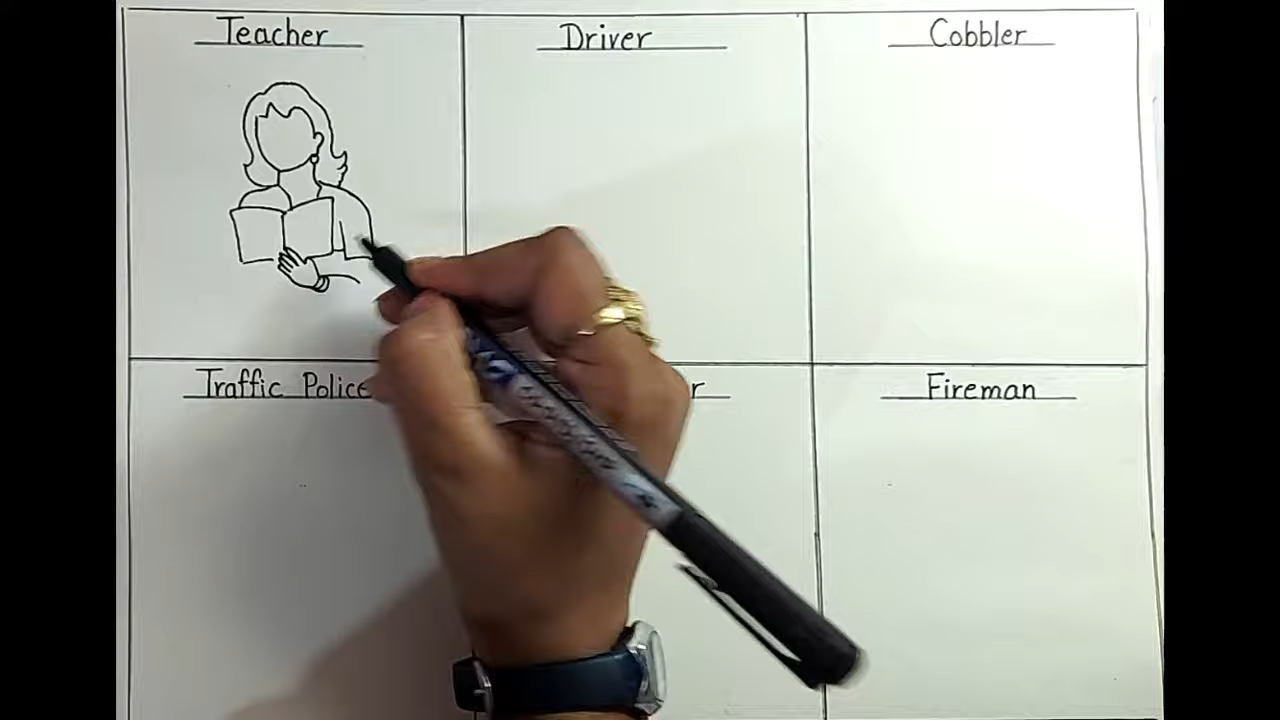 Teacher
Driver
Cobbler
Traffic Police
Fireman